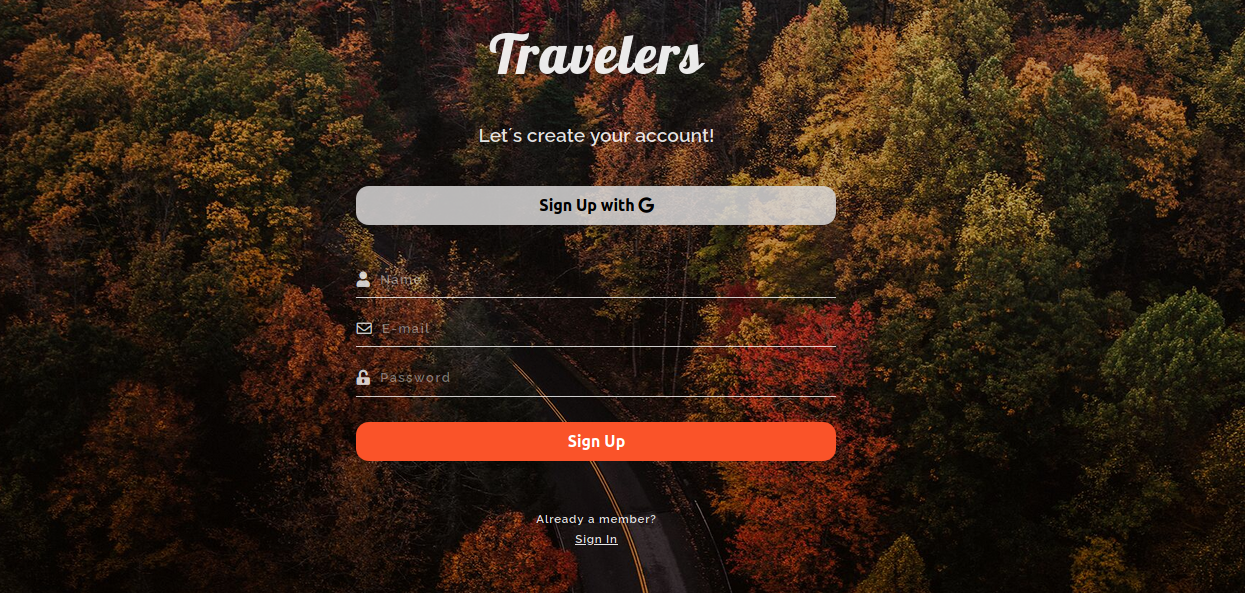 Travelers
Let´s create your account!
Sign Up with G
Name
E-mail
Password
Sign Up
Already a member?
Sign In